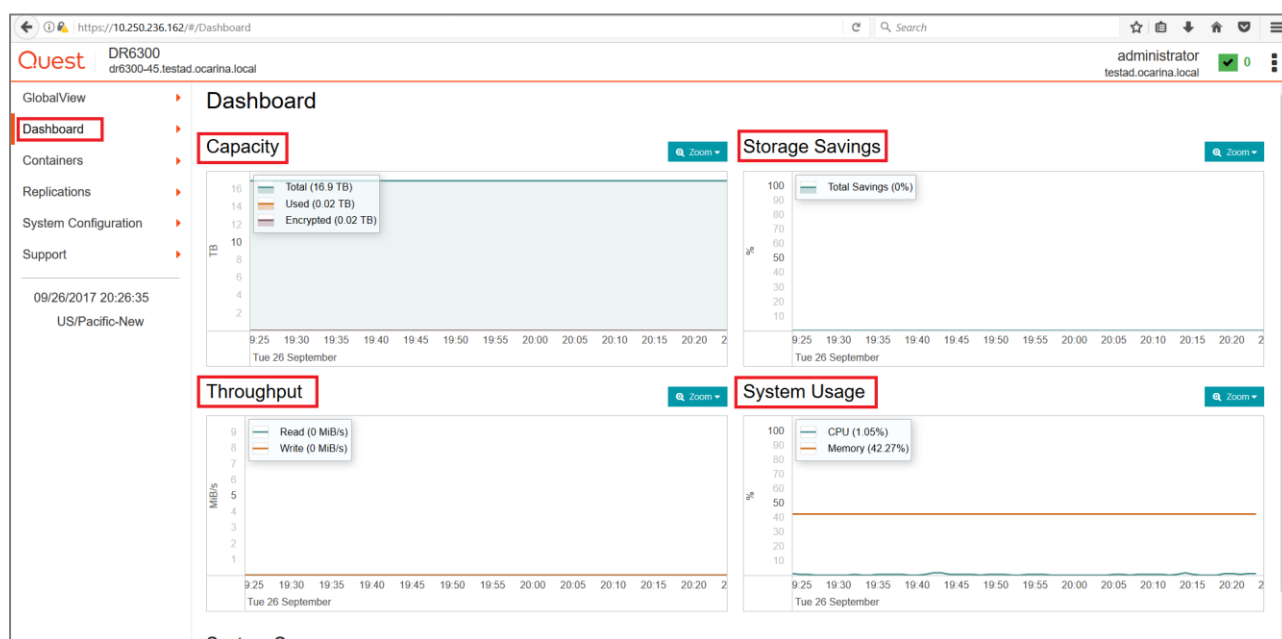 https://10.250.236.162/#/Dashboard
Search
Quest
DR6300
dr6300-45.testad.ocarina.local
administrator
testad.ocarina.local
0
GlobalView
Dashboard
Containers
Replications
System Configuration
Support
09/26/2017 20:26:35
US/Pacific-New
Dashboard
Capacity
Zoom
Total (16.9 TB)
Used (0.02 TB)
Encrypted (0.02 TB)
TB
16
14
12
10
8
6
4
2
9:25 19:30 19:35 19:40 19:45 19:50 19:55 20:00 20:05 20:10 20:15 20:20 2
Tue 26 September
Storage Savings
Zoom
Total Savings (0%)
%
100
90
80
70
60
50
40
30
20
10
9:25 19:30 19:35 19:40 19:45 19:50 19:55 20:00 20:05 20:10 20:15 20:20 2
Tue 26 September
Throughput
Zoom
Read (0 MiB/s)
Write (0 MiB/s)
MiB/s
9
8
7
6
5
4
3
2
1
9:25 19:30 19:35 19:40 19:45 19:50 19:55 20:00 20:05 20:10 20:15 20:20 2
Tue 26 September
System Usage
Zoom
CPU (1.05%)
Memory (42.27%)
%
100
90
80
70
60
50
40
30
20
10
9:25 19:30 19:35 19:40 19:45 19:50 19:55 20:00 20:05 20:10 20:15 20:20 2
Tue 26 September